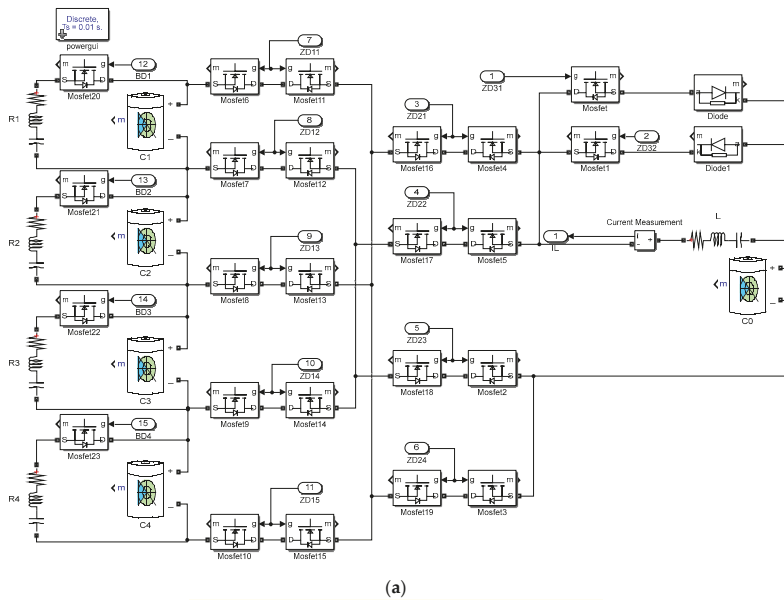 Discrete,
Ts = 0.01 s.
powergui
12
BD1
m g
S D
Mosfet20
R1
m
+
_
C1
7
ZD11
m g
S D
Mosfet6
g m
D S
Mosfet11
8
ZD12
m g
S D
Mosfet7
g m
D S
Mosfet12
13
BD2
m g
S D
Mosfet21
R2
m
+
_
C2
9
ZD13
m g
S D
Mosfet8
g m
D S
Mosfet13
14
BD3
m g
S D
Mosfet22
R3
m
+
_
C3
10
ZD14
m g
S D
Mosfet9
g m
D S
Mosfet14
15
BD4
m g
S D
Mosfet23
R4
m
+
_
C4
11
ZD15
m g
S D
Mosfet10
g m
D S
Mosfet15
3
ZD21
m g
S D
Mosfet16
g m
D S
Mosfet4
4
ZD22
m g
S D
Mosfet17
g m
D S
Mosfet5
5
ZD23
m g
S D
Mosfet18
g m
D S
Mosfet2
6
ZD24
m g
S D
Mosfet19
g m
D S
Mosfet3
1
ZD31
g m
D S
Mosfet
a m
k
Diode
2
ZD32
m g
S D
Mosfet1
m
k a
Diode1
1
IL
Current Measurement
i
+
-
L
m
+
_
C0
(a)